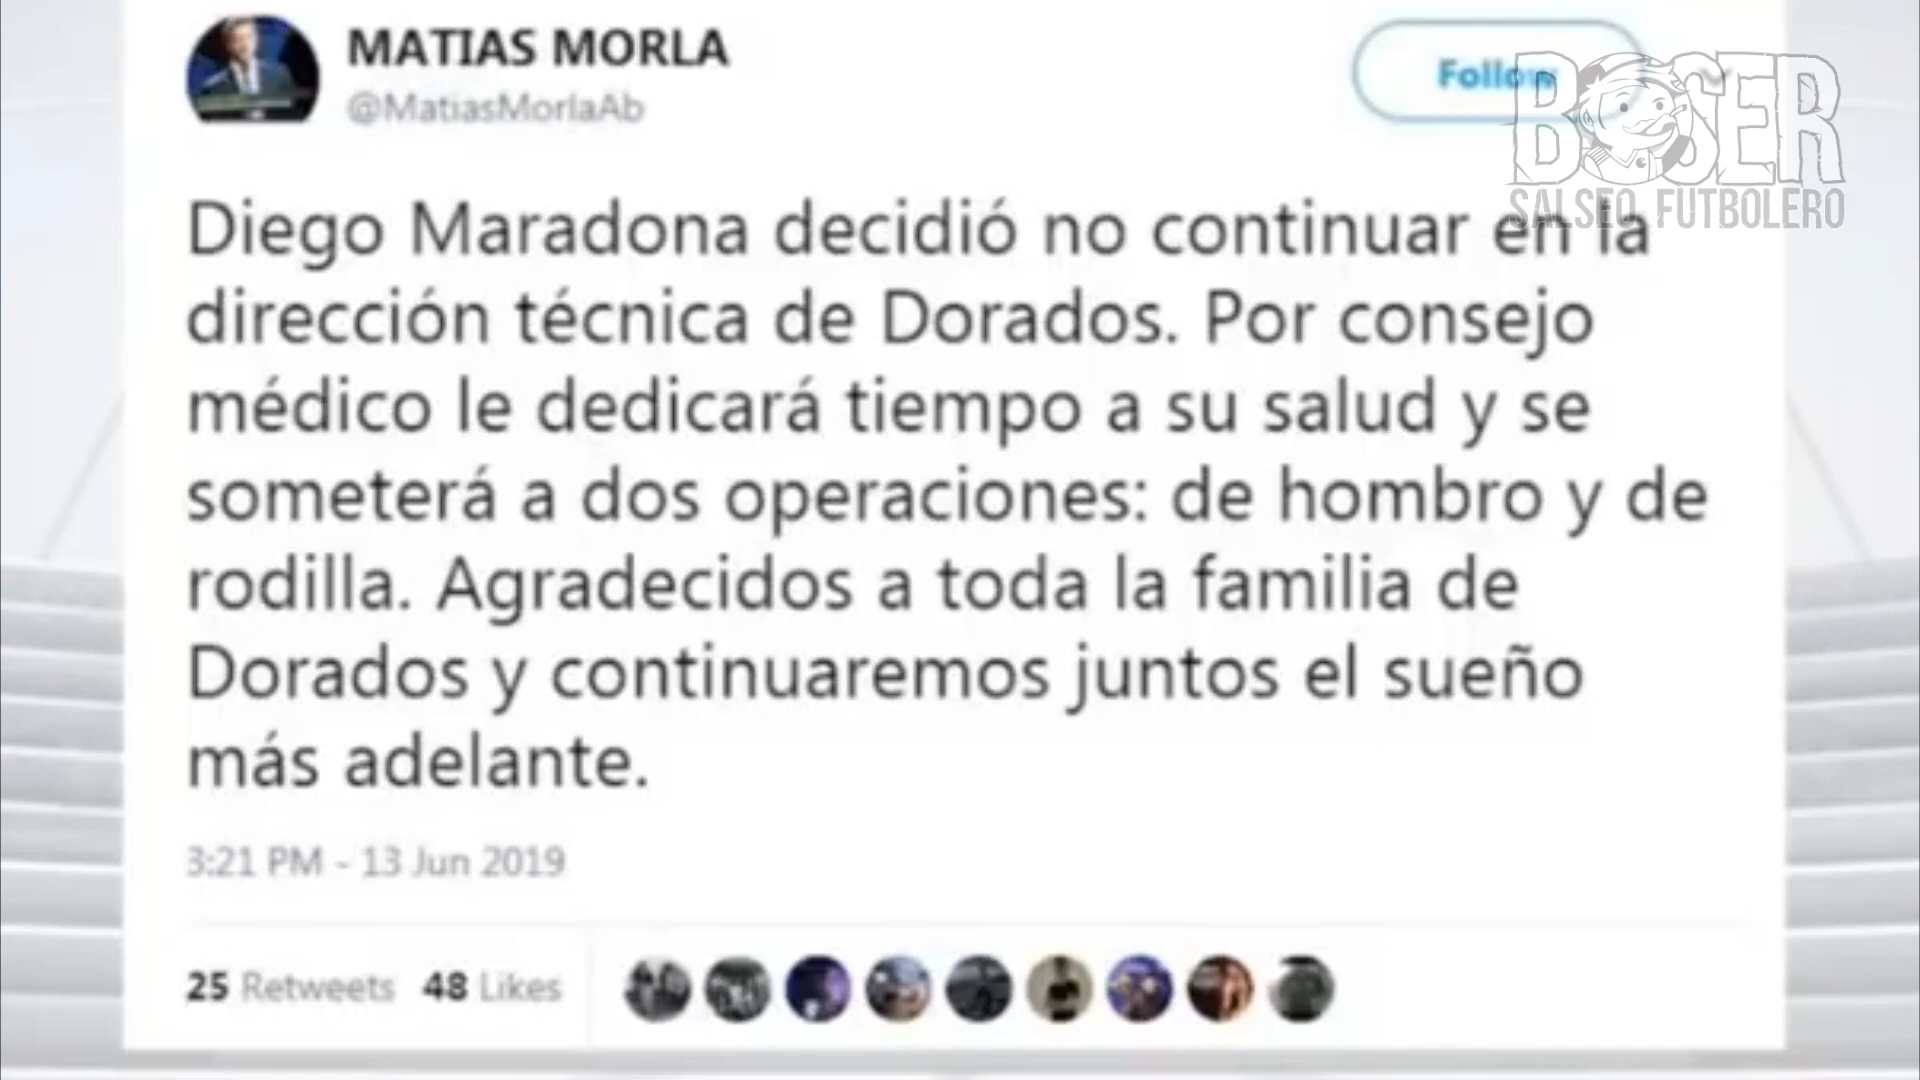 MATIAS MORLA
@MatiasMorlaAb
Follow
BOSER
SALSEO FUTBOLERO
Diego Maradona decidió no continuar en la
dirección técnica de Dorados. Por consejo
médico le dedicará tiempo a su salud y se
someterá a dos operaciones: de hombro y de
rodilla. Agradecidos a toda la familia de
Dorados y continuaremos juntos el sueño
más adelante.
3:21 PM - 13 Jun 2019
25 Retweets 48 Likes